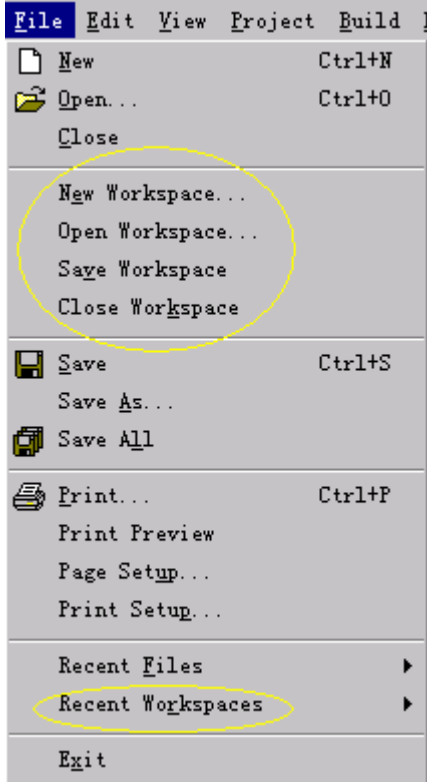 File Edit View Project Build
New Ctrl+N
Open... Ctrl+O
Close
New Workspace...
Open Workspace...
Save Workspace
Close Workspace
Save Ctrl+S
Save As...
Save All
Print... Ctrl+P
Print Preview
Page Setup...
Print Setup...
Recent Files
Recent Workspaces
Exit